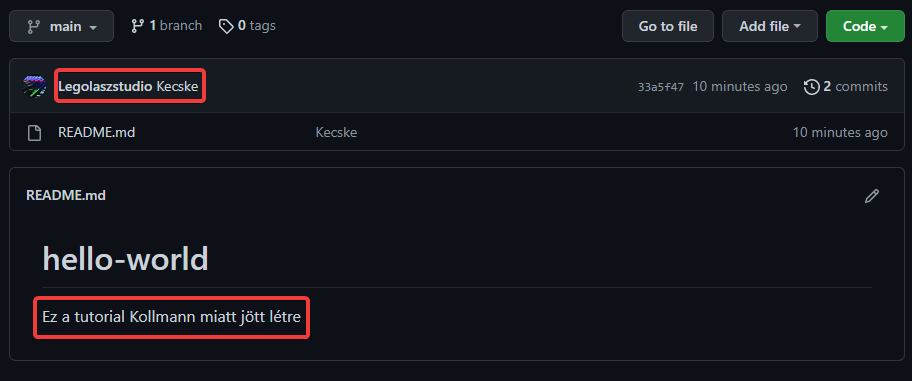 main 1 branch 0 tags Go to file Add file Code
Legolaszstudio Kecske 33a5f47 10 minutes ago 2 commits
README.md Kecske 10 minutes ago
README.md
hello-world
Ez a tutorial Kollmann miatt jött létre